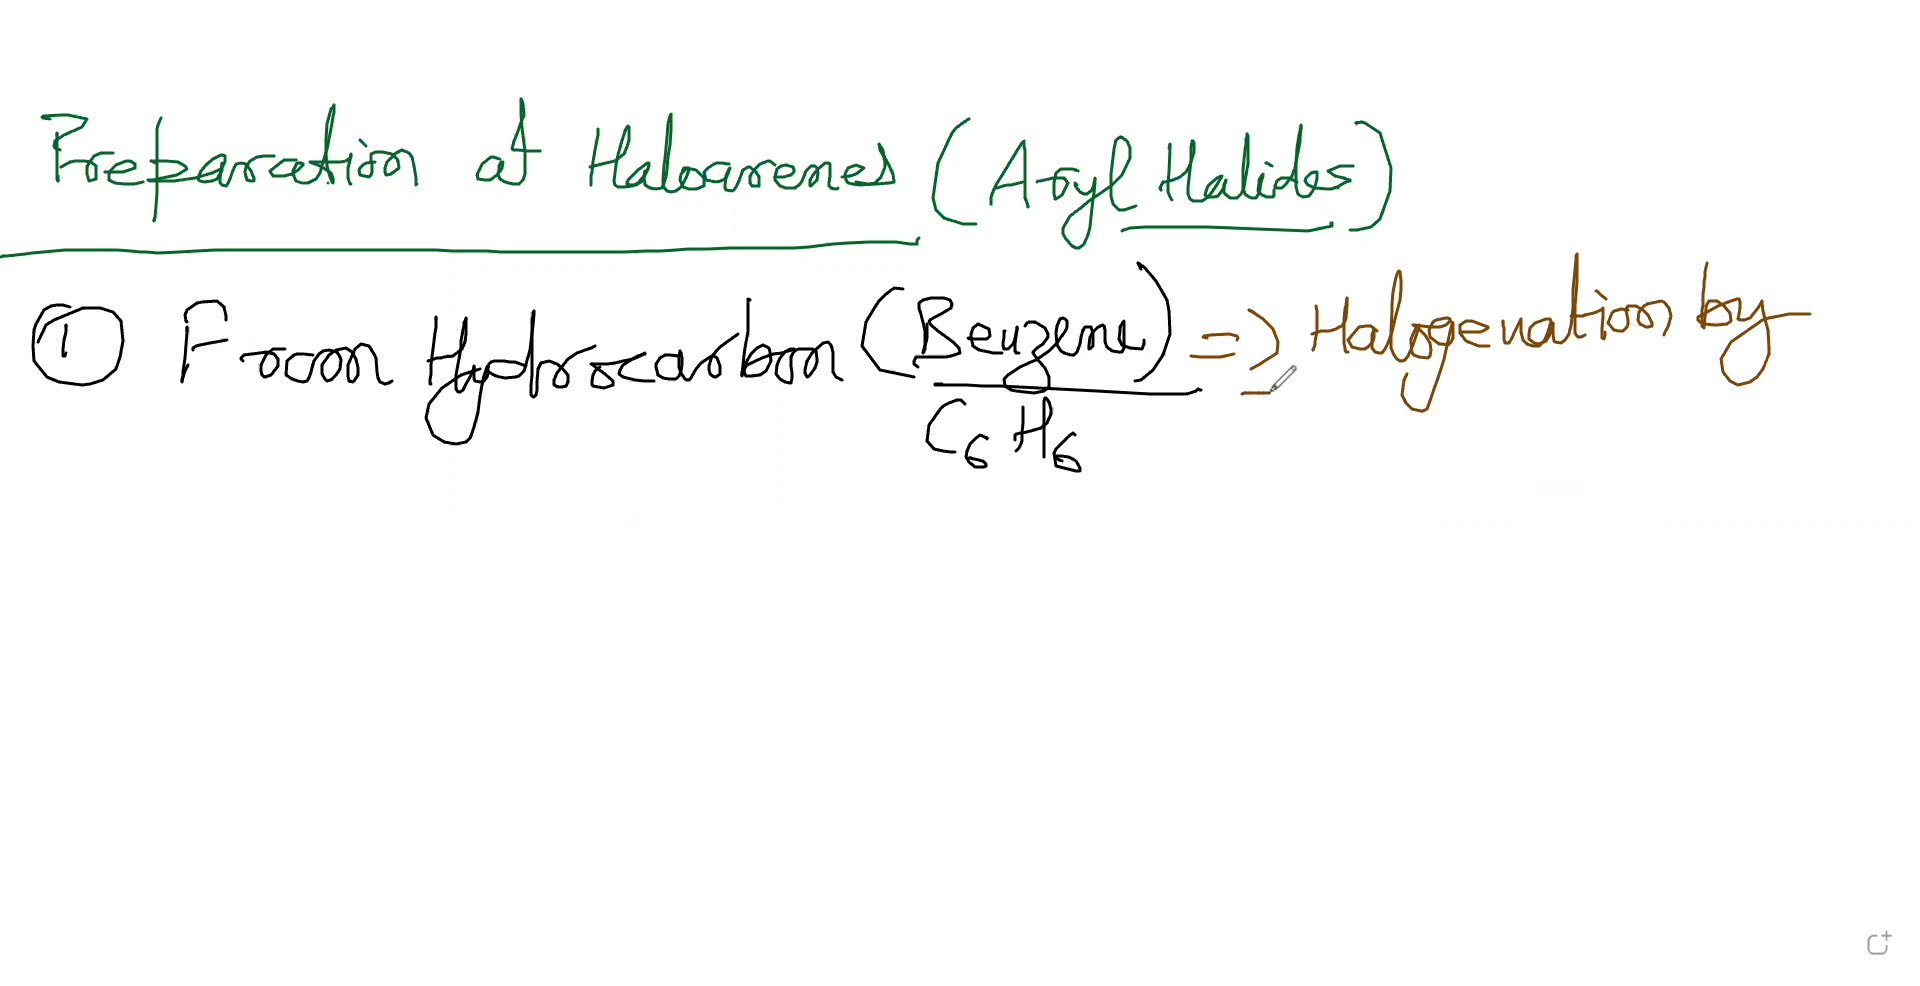 Preparation of Haloarenes (Aryl Halides)
① From Hydrocarbon (Benzene) => Halogenation by
C6H6